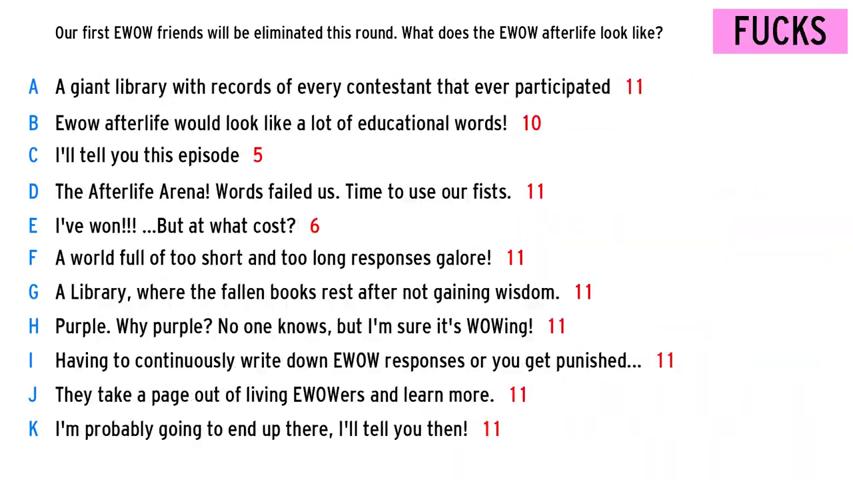 Our first EWOW friends will be eliminated this round. What does the EWOW afterlife look like?
FUCKS
A A giant library with records of every contestant that ever participated 11
B Ewow afterlife would look like a lot of educational words! 10
C I'll tell you this episode 5
D The Afterlife Arena! Words failed us. Time to use our fists. 11
E I've won!!! ...But at what cost? 6
F A world full of too short and too long responses galore! 11
G A Library, where the fallen books rest after not gaining wisdom. 11
H Purple. Why purple? No one knows, but I'm sure it's WOWing! 11
I Having to continuously write down EWOW responses or you get punished... 11
J They take a page out of living EWOWers and learn more. 11
K I'm probably going to end up there, I'll tell you then! 11